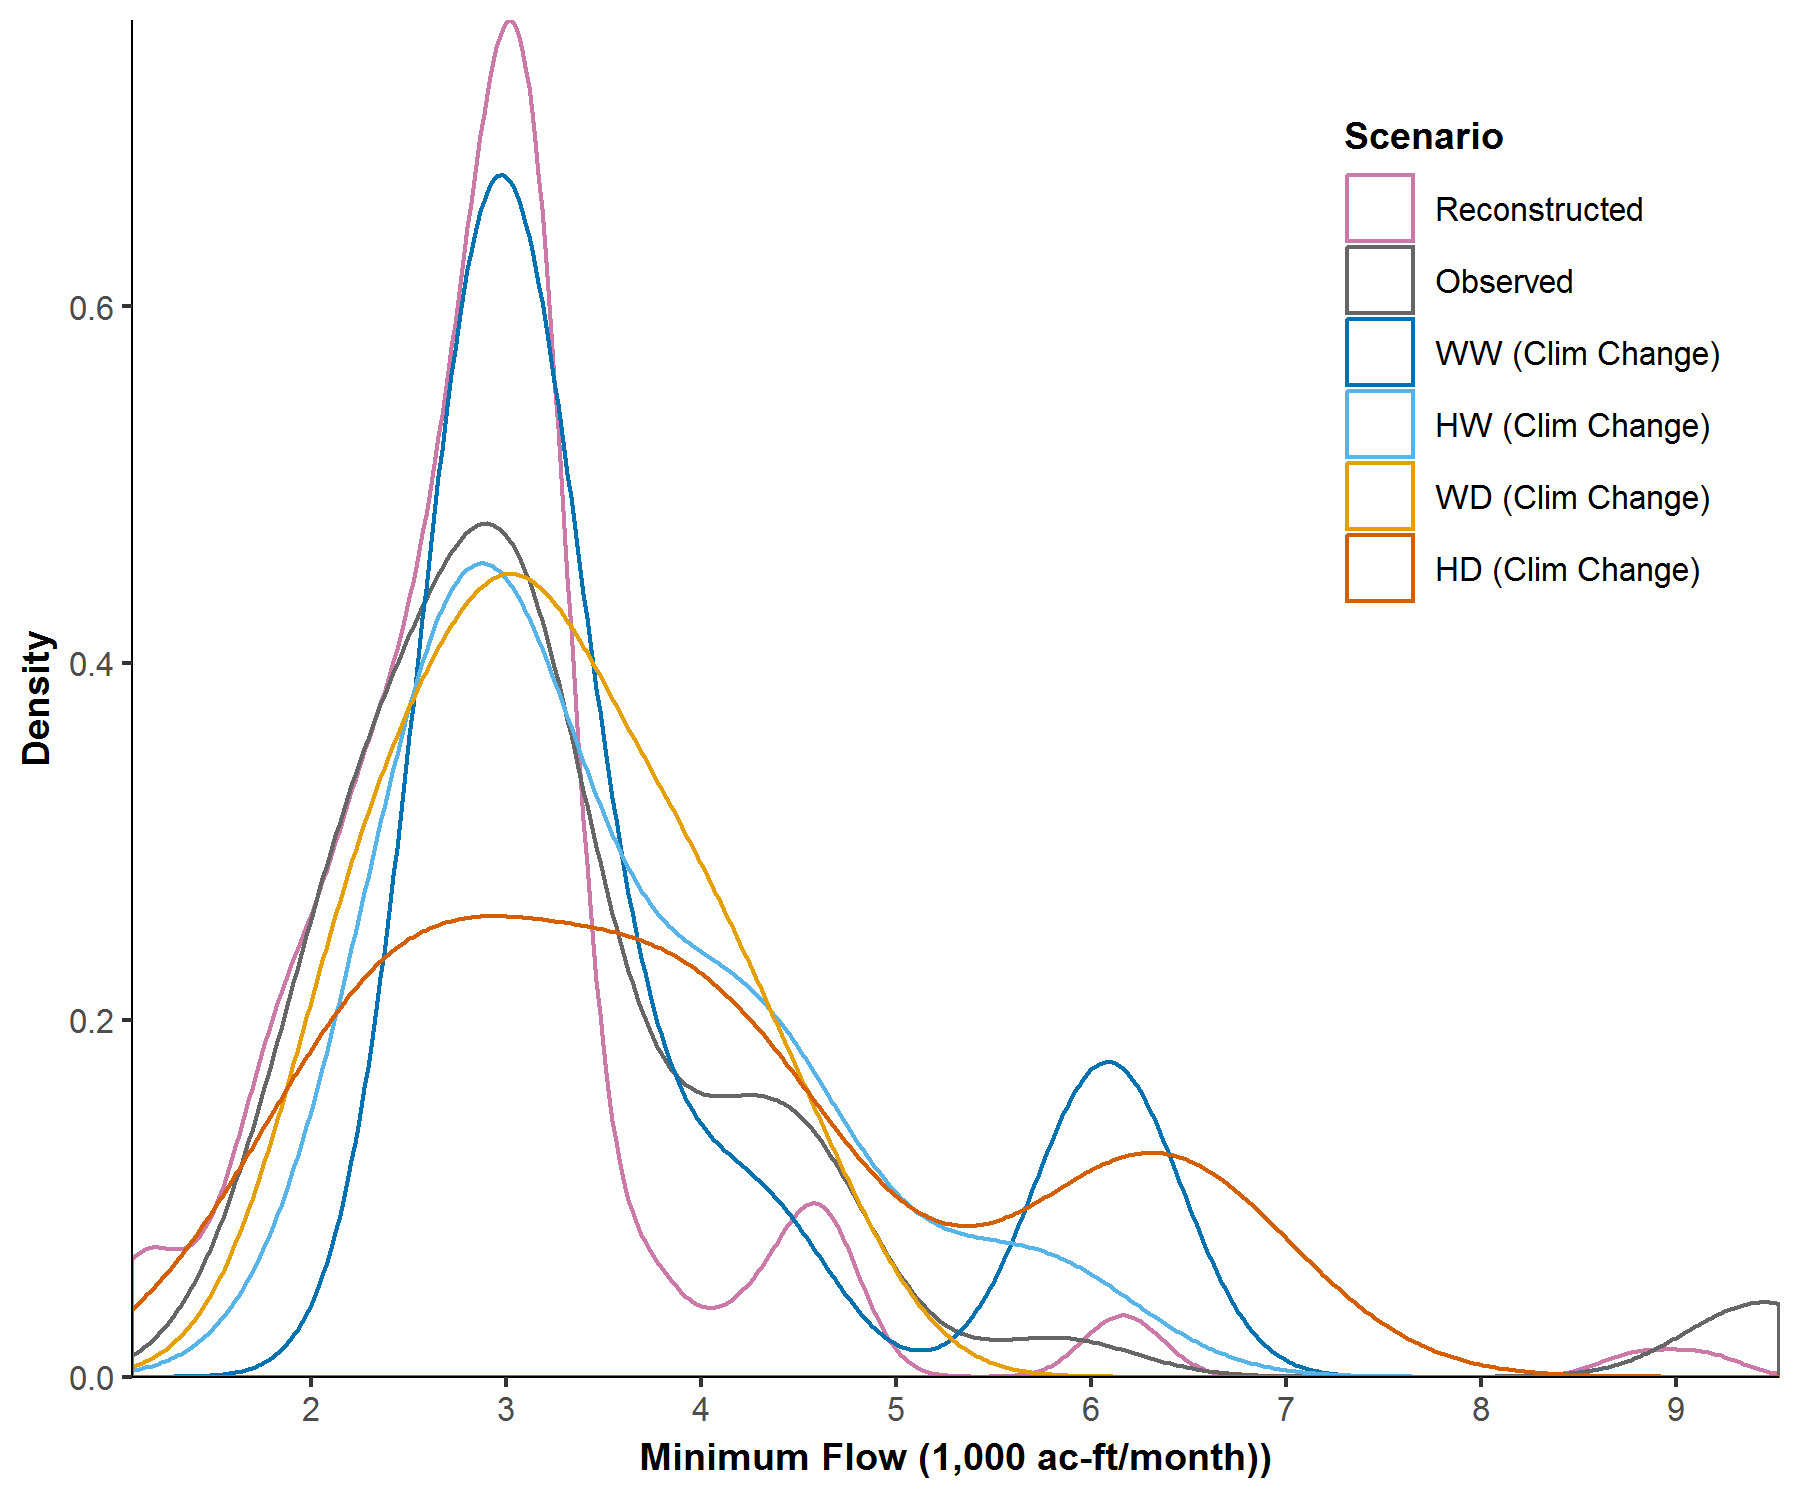 Scenario
Reconstructed
Observed
WW (Clim Change)
HW (Clim Change)
WD (Clim Change)
HD (Clim Change)
Density
0.6
0.4
0.2
0.0
2 3 4 5 6 7 8 9
Minimum Flow (1,000 ac-ft/month))